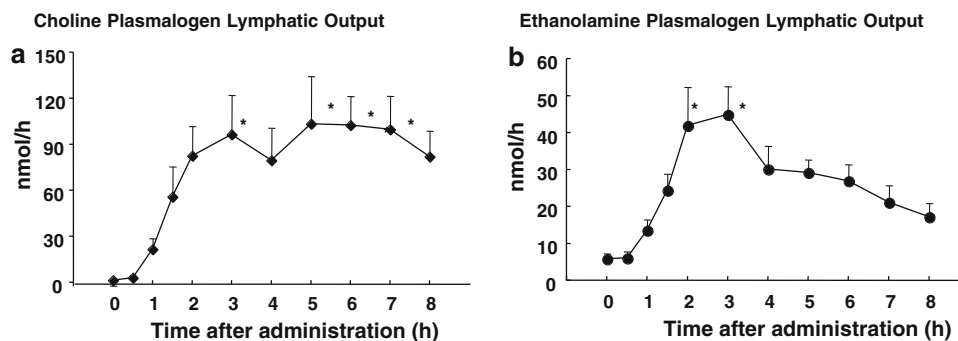 Choline Plasmalogen Lymphatic Output
a
150
120
90
60
30
0
nmol/h
* * * *
0 1 2 3 4 5 6 7 8
Time after administration (h)
Ethanolamine Plasmalogen Lymphatic Output
b
60
50
40
30
20
10
0
nmol/h
* *
0 1 2 3 4 5 6 7 8
Time after administration (h)